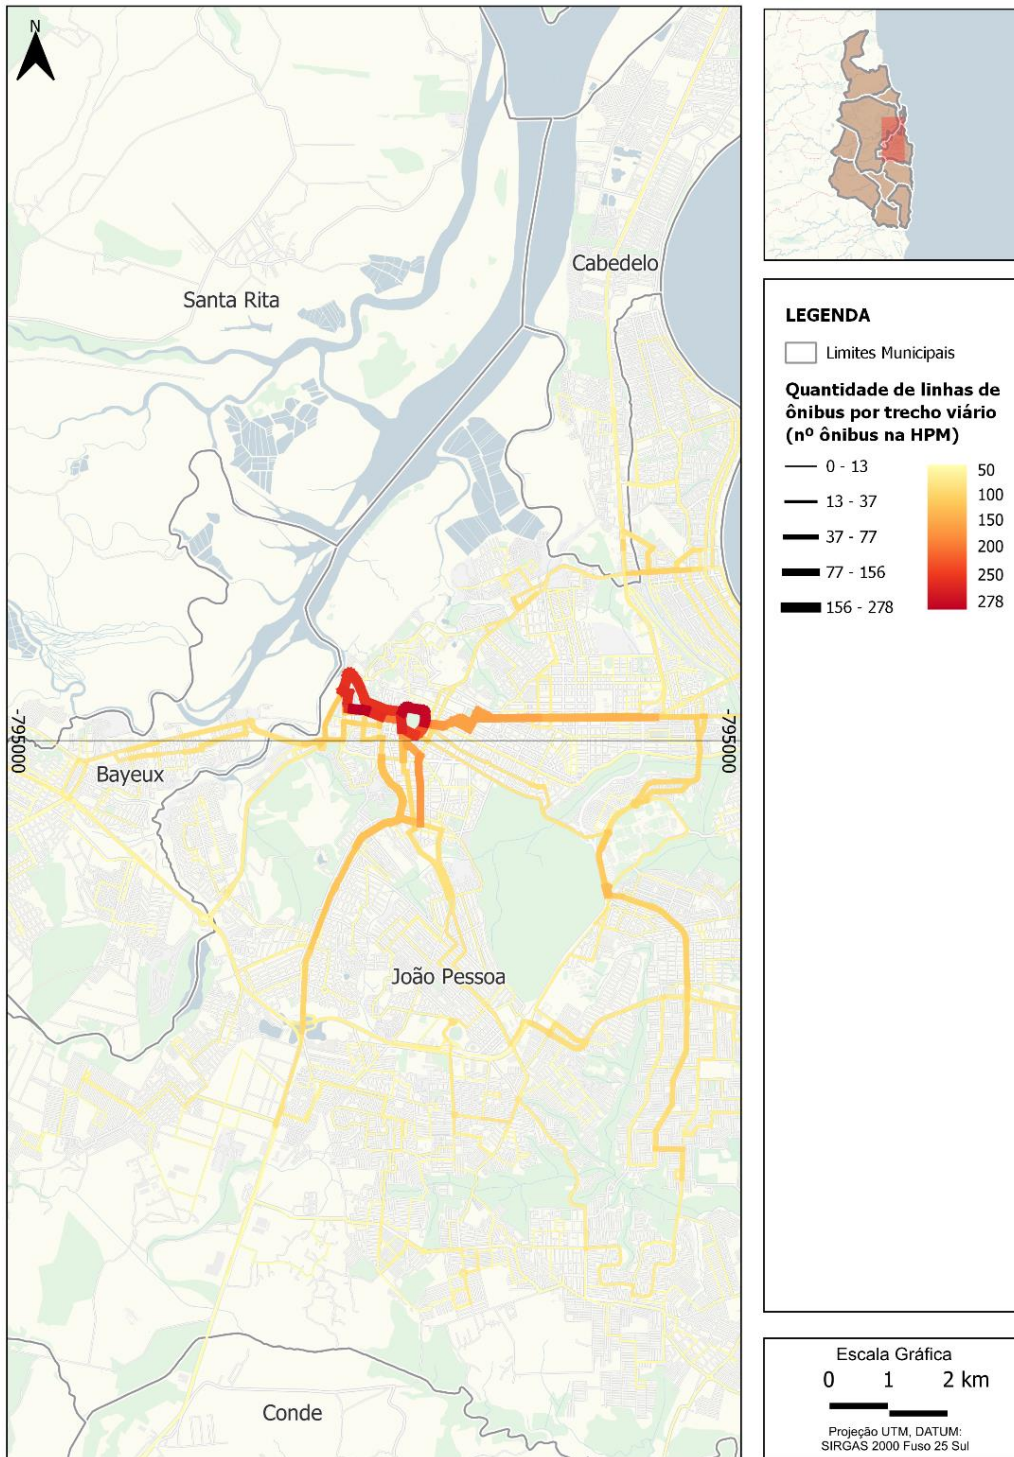 N
Santa Rita
Cabedelo
-795000
-795000
Bayeux
João Pessoa
Conde
LEGENDA
Limites Municipais
Quantidade de linhas de
ônibus por trecho viário
(nº ônibus na HPM)
0 - 13
13 - 37
37 - 77
77 - 156
156 - 278
50
100
150
200
250
278
Escala Gráfica
0 1 2 km
Projeção UTM, DATUM:
SIRGAS 2000 Fuso 25 Sul